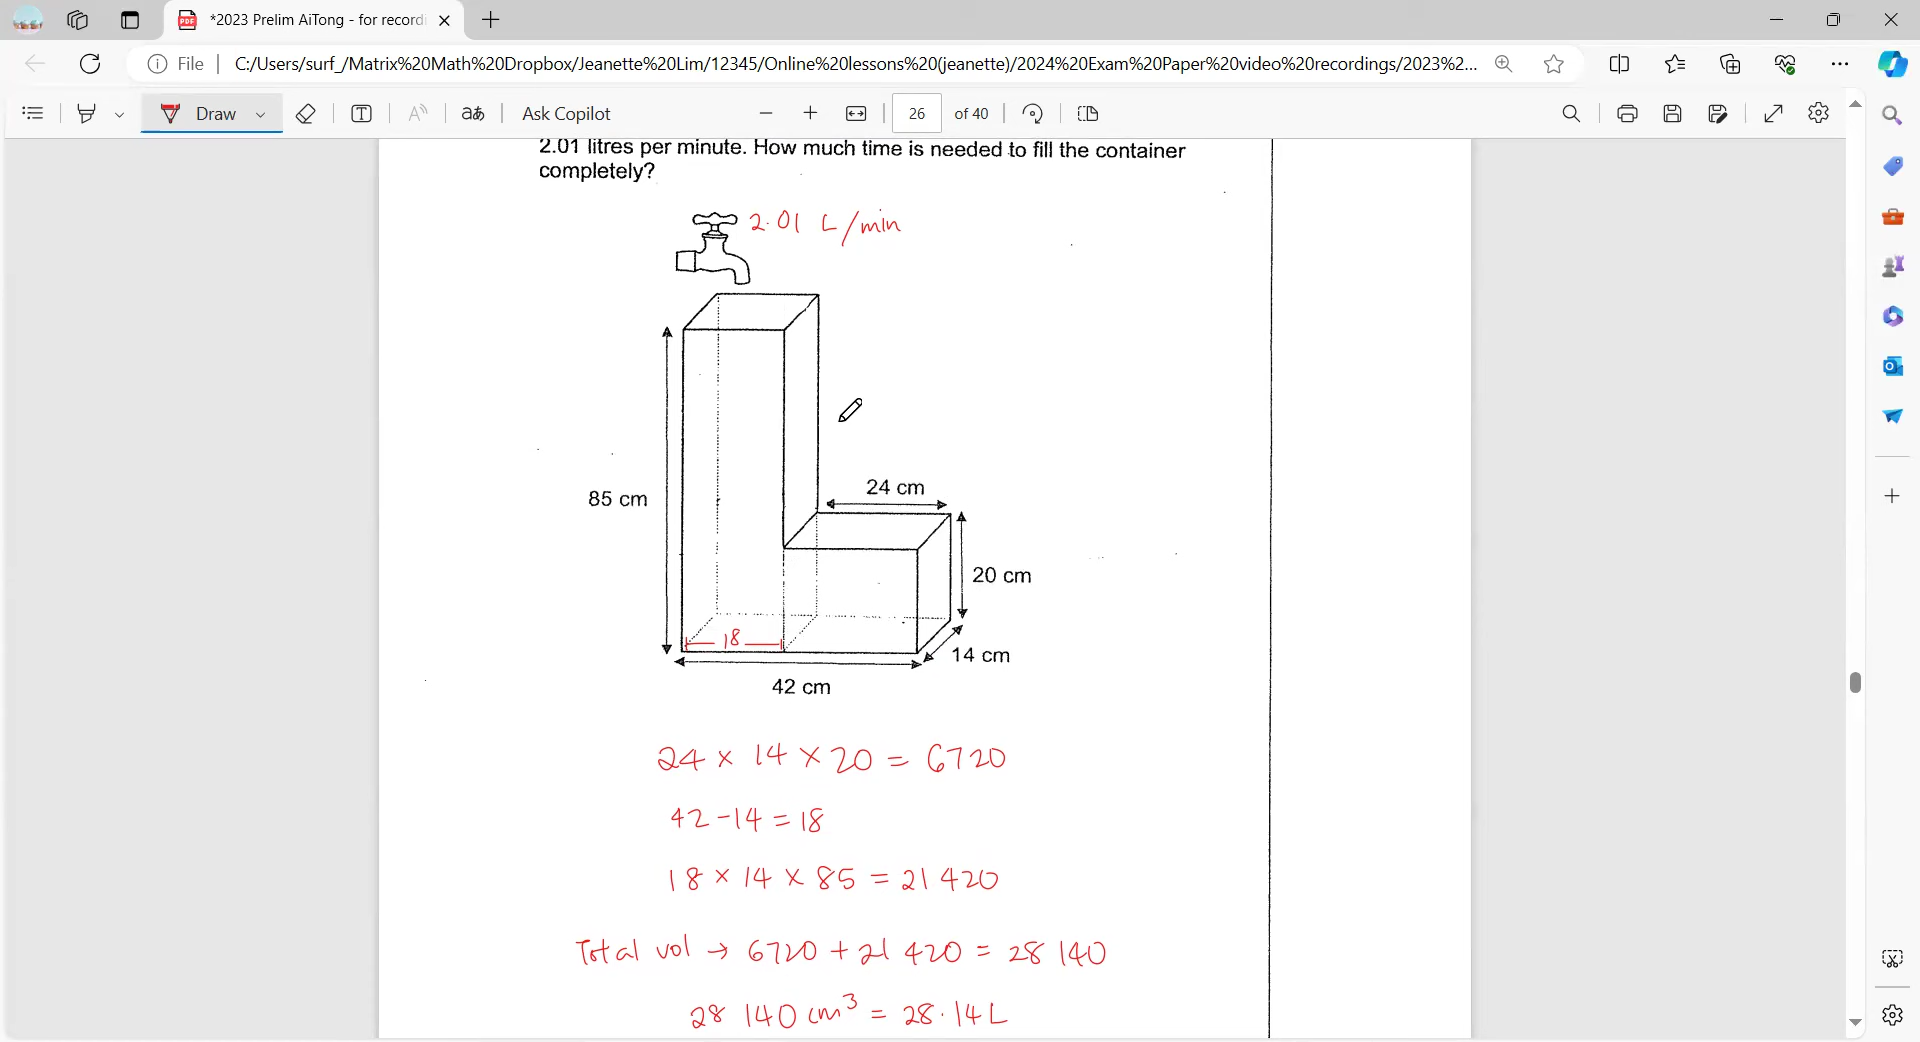 *2023 Prelim AiTong - for recordi
File
C:/Users/surf_/Matrix%20Math%20Dropbox/Jeanette%20Lim/12345/Online%20lessons%20(jeanette)/2024%20Exam%20Paper%20video%20recordings/2023%2...
Draw
Ask Copilot
26 of 40
2.01 litres per minute. How much time is needed to fill the container
completely?
2.01 L/min
24 cm
85 cm
20 cm
18
14 cm
42 cm
24 × 14 × 20 = 6720
42 - 14 = 18
18 × 14 × 85 = 21 420
Total vol → 6720 + 21 420 = 28 140
28 140 cm³ = 28.14 L